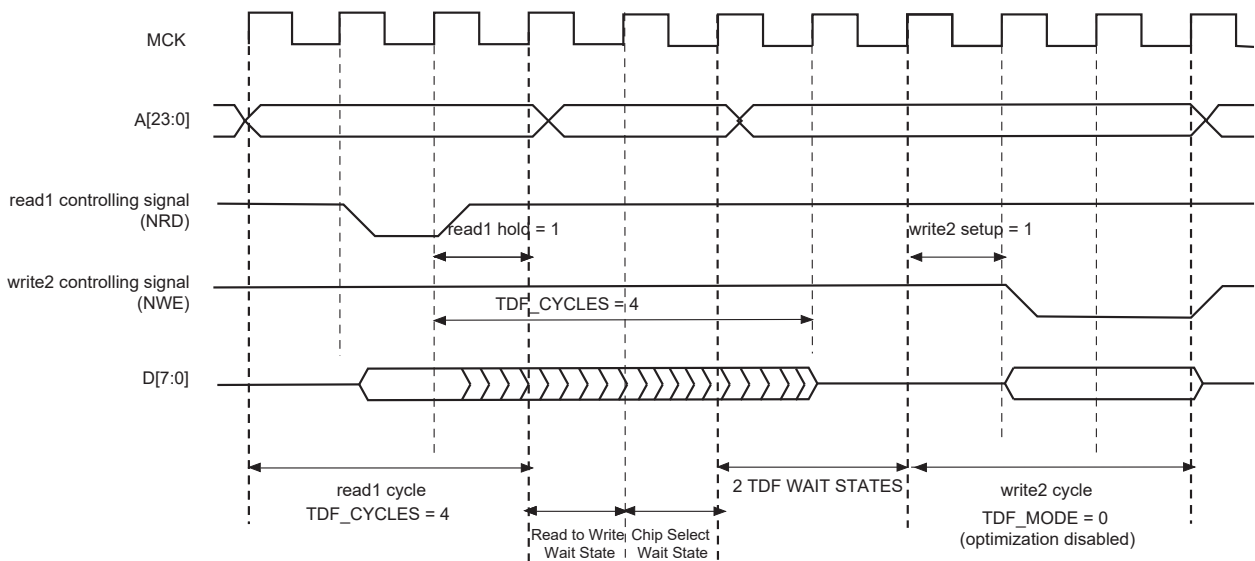 MCK
A[23:0]
read1 controlling signal
(NRD)
read1 hold = 1
write2 setup = 1
write2 controlling signal
(NWE)
TDF_CYCLES = 4
D[7:0]
read1 cycle
TDF_CYCLES = 4
2 TDF WAIT STATES
write2 cycle
TDF_MODE = 0
(optimization disabled)
Read to Write
Wait State
Chip Select
Wait State